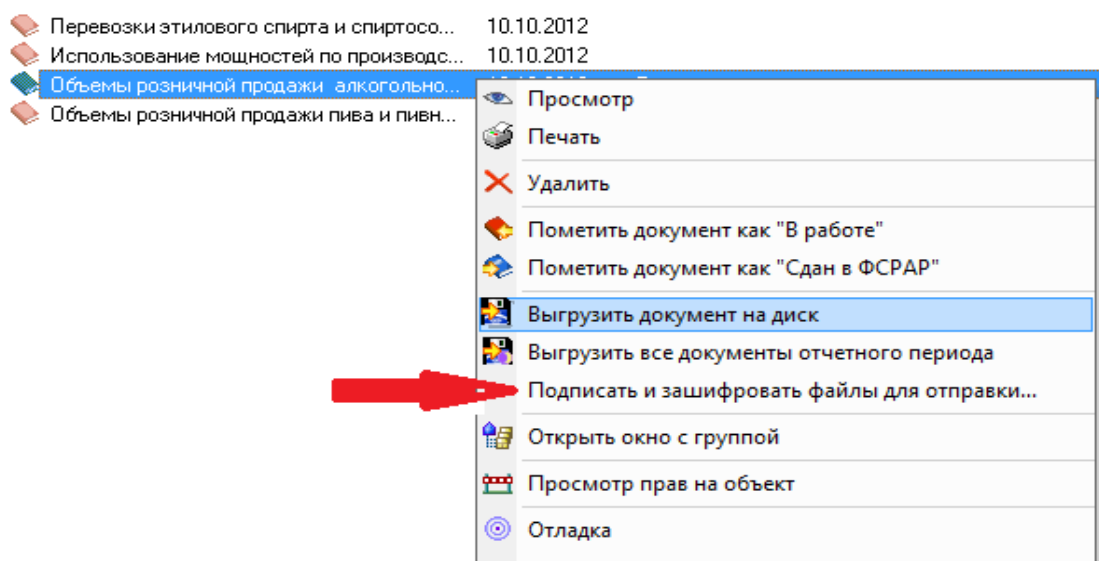 Перевозки этилового спирта и спиртосо... 10.10.2012
Использование мощностей по производс... 10.10.2012
Объемы розничной продажи алкогольно...
Объемы розничной продажи пива и пивн...
Просмотр
Печать
Удалить
Пометить документ как "В работе"
Пометить документ как "Сдан в ФСРАР"
Выгрузить документ на диск
Выгрузить все документы отчетного периода
Подписать и зашифровать файлы для отправки...
Открыть окно с группой
Просмотр прав на объект
Отладка